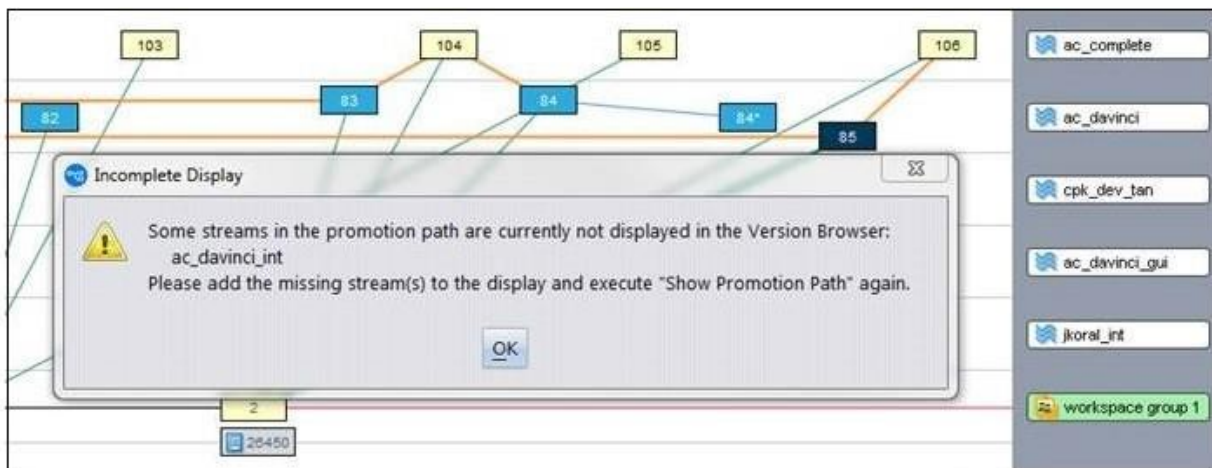 103
104
105
106
ac_complete
83
84
82
84*
ac_davinci
85
Incomplete Display
Some streams in the promotion path are currently not displayed in the Version Browser:
ac_davinci_int
Please add the missing stream(s) to the display and execute "Show Promotion Path" again.
OK
cpk_dev_tan
ac_davinci_gui
jkoral_int
2
workspace group 1
26450